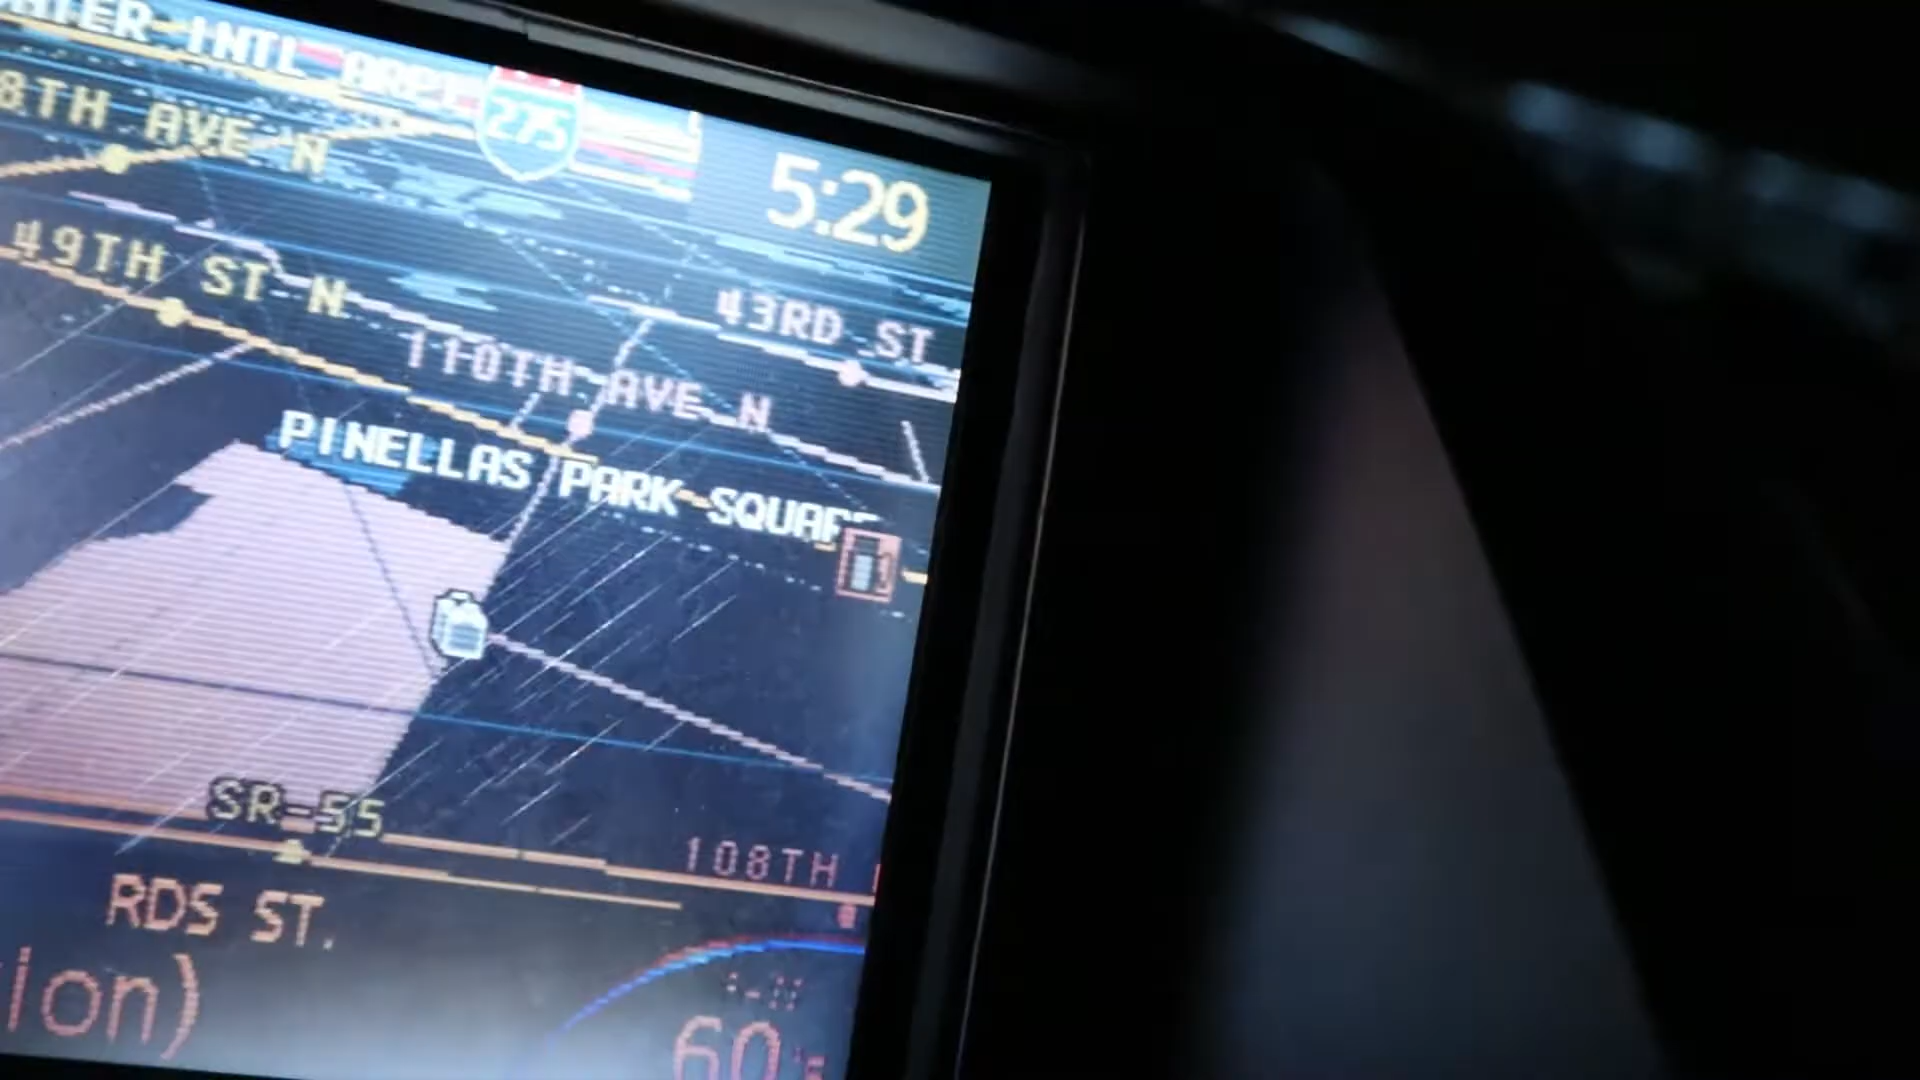 INTL
275
8TH AVE N
5:29
49TH ST N
43RD ST
110TH AVE N
PINELLAS PARK SQUARE
SR-55
108TH
RDS ST.
ion)
60